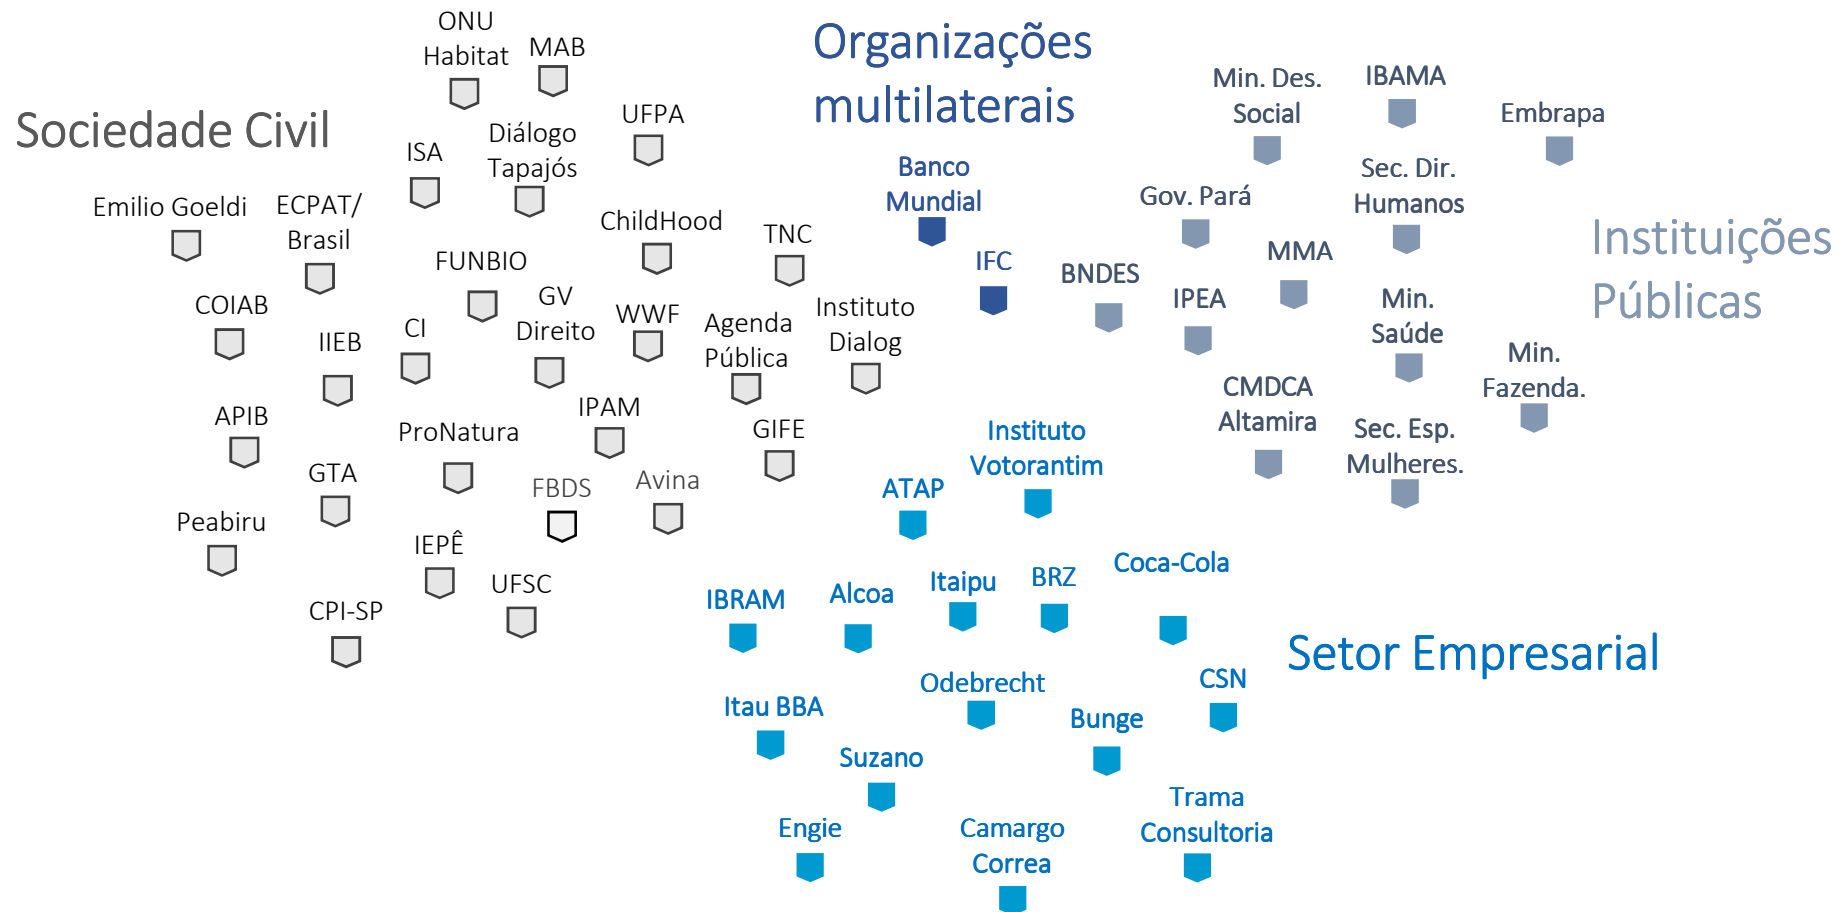 Sociedade Civil
ONU
Habitat
MAB
UFPA
ISA
Diálogo
Tapajós
Emilio Goeldi
ECPAT/
Brasil
ChildHood
TNC
FUNBIO
COIAB
IIEB
CI
GV
Direito
WWF
Agenda
Pública
Instituto
Dialog
APIB
ProNatura
IPAM
GIFE
GTA
FBDS
Avina
Peabiru
IEPÊ
UFSC
CPI-SP
Organizações
multilaterais
Banco
Mundial
IFC
Instituições
Públicas
Min. Des.
Social
IBAMA
Embrapa
Gov. Pará
Sec. Dir.
Humanos
BNDES
IPEA
MMA
Min.
Saúde
Min.
Fazenda.
CMDCA
Altamira
Sec. Esp.
Mulheres.
Setor Empresarial
Instituto
Votorantim
ATAP
IBRAM
Alcoa
Itaipu
BRZ
Coca-Cola
Itau BBA
Odebrecht
CSN
Bunge
Suzano
Engie
Camargo
Correa
Trama
Consultoria